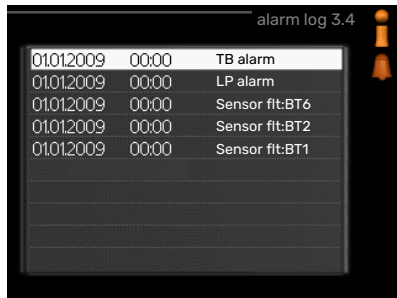 alarm log 3.4
01.01.2009 00:00 TB alarm
01.01.2009 00:00 LP alarm
01.01.2009 00:00 Sensor flt:BT6
01.01.2009 00:00 Sensor flt:BT2
01.01.2009 00:00 Sensor flt:BT1